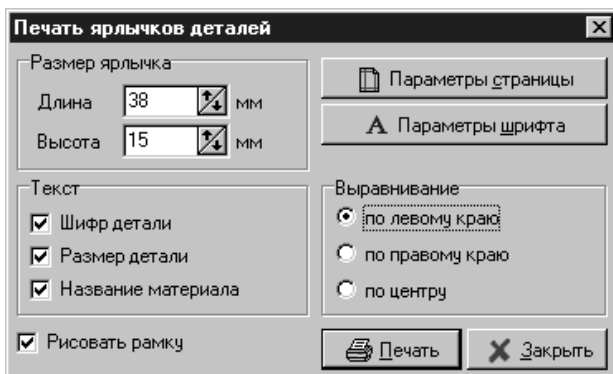 Печать ярлычков деталей
Размер ярлычка
Длина 38 мм
Высота 15 мм
Параметры страницы
Параметры шрифта
Текст
Шифр детали
Размер детали
Название материала
Выравнивание
по левому краю
по правому краю
по центру
Рисовать рамку
Печать
Закрыть